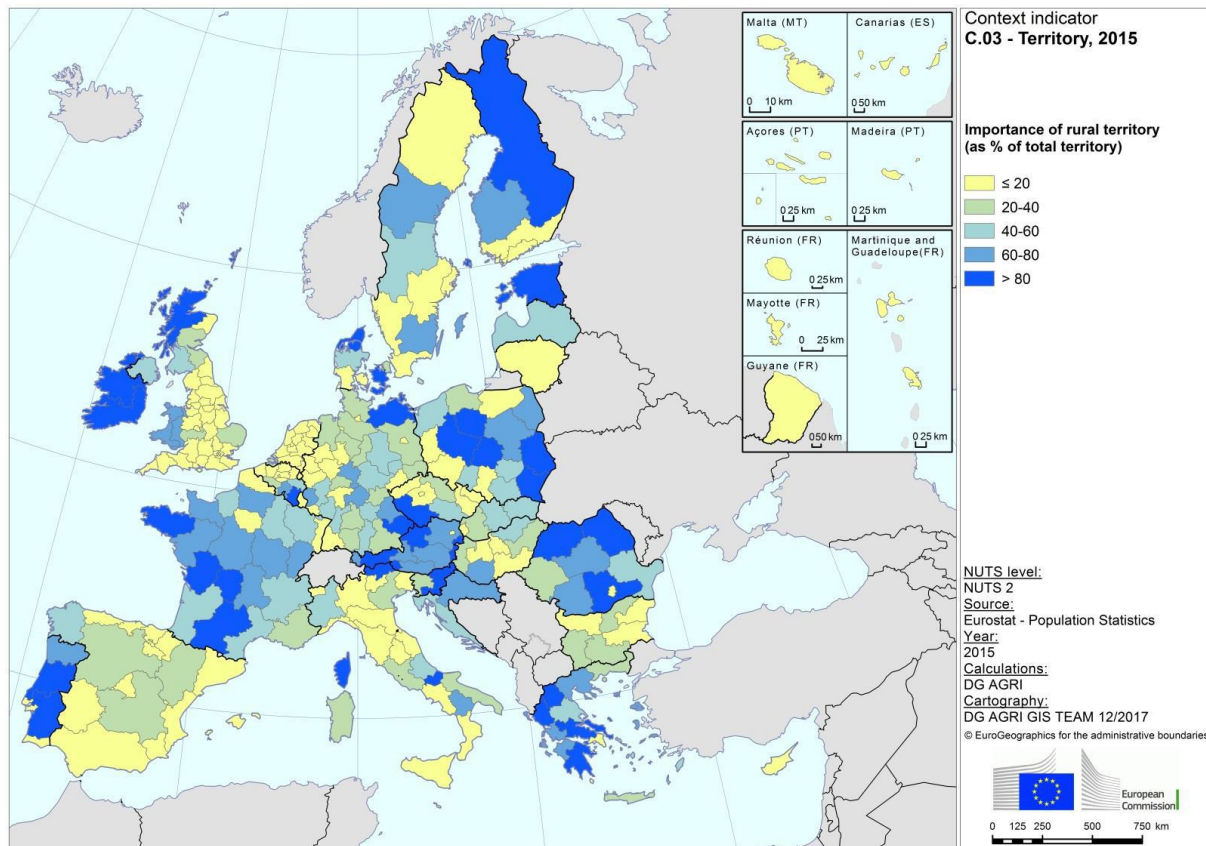 Malta (MT)
0 10 km
Canarias (ES)
0 50 km
Açores (PT)
0 25 km
Madeira (PT)
0 25 km
Réunion (FR)
0 25 km
Martinique and
Guadeloupe(FR)
0 25 km
Mayotte (FR)
0 25 km
Guyane (FR)
0 50 km
Context indicator
C.03 - Territory, 2015
Importance of rural territory
(as % of total territory)
≤ 20
20-40
40-60
60-80
> 80
NUTS level:
NUTS 2
Source:
Eurostat - Population Statistics
Year:
2015
Calculations:
DG AGRI
Cartography:
DG AGRI GIS TEAM 12/2017
© EuroGeographics for the administrative boundaries
European
Commission
0 125 250 500 750 km